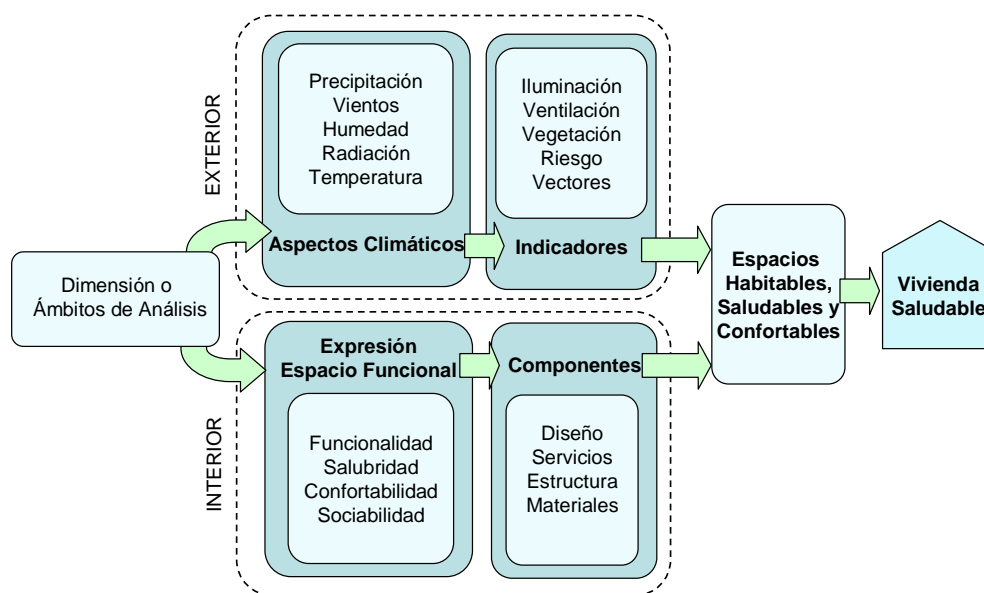 Dimensión o
Ámbitos de Análisis
EXTERIOR
Precipitación
Vientos
Humedad
Radiación
Temperatura
Aspectos Climáticos
Iluminación
Ventilación
Vegetación
Riesgo
Vectores
Indicadores
INTERIOR
Expresión
Espacio Funcional
Funcionalidad
Salubridad
Confortabilidad
Sociabilidad
Componentes
Diseño
Servicios
Estructura
Materiales
Espacios
Habitables,
Saludables y
Confortables
Vivienda
Saludable